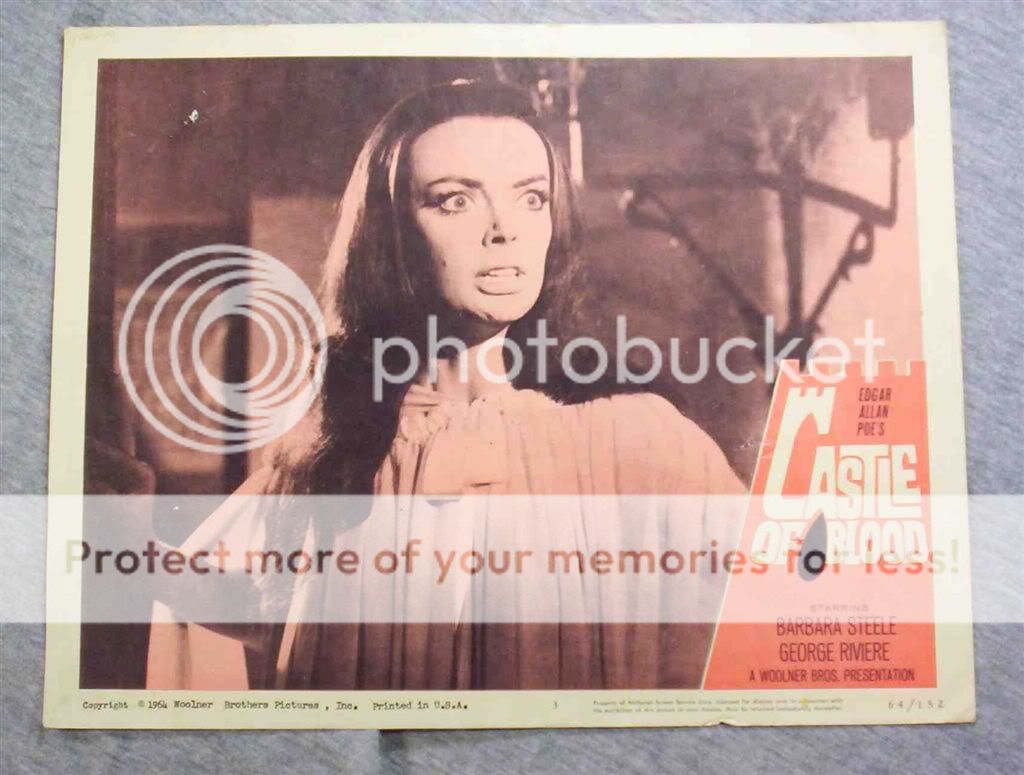 photobucket
EDGAR
ALLAN
POE'S
CASTLE
OF BLOOD
Protect more of your memories for less!
STARRING
BARBARA STEELE
GEORGE RIVIERE
A WOOLNER BROS. PRESENTATION
Copyright © 1964 Woolner Brothers Pictures, Inc. Printed in U.S.A.
3
64/132